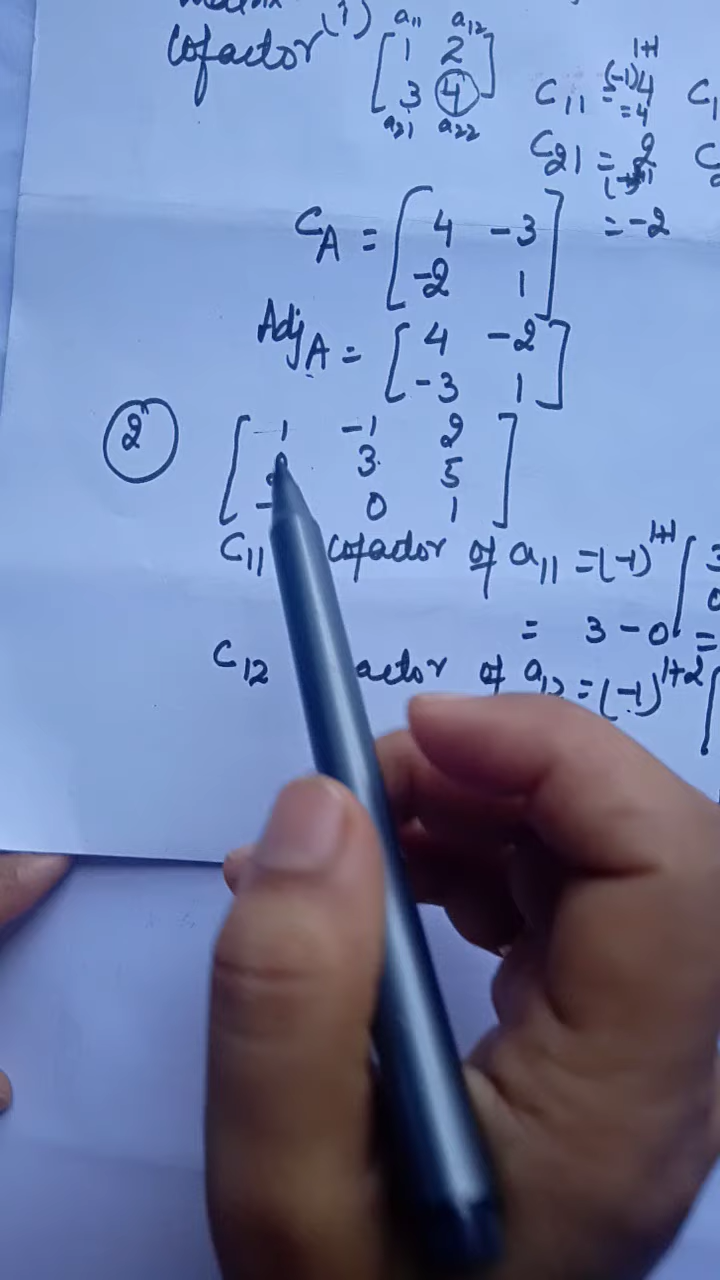 Cofactor (1) a11 a12
[1 2] 1+1
[3 4] C11 = (-1) 4
a21 a22 = 4
C21 = 2
CA = [4 -3] = -2
[-2 1]
AdjA = [4 -2]
[-3 1]
(2) [1 -1 2]
[3 5]
[0 1]
C11 Cofactor of a11 = (-1)^1+1 [3
0
= 3 - 0 =
C12 of a12 = (-1)^1+2 [